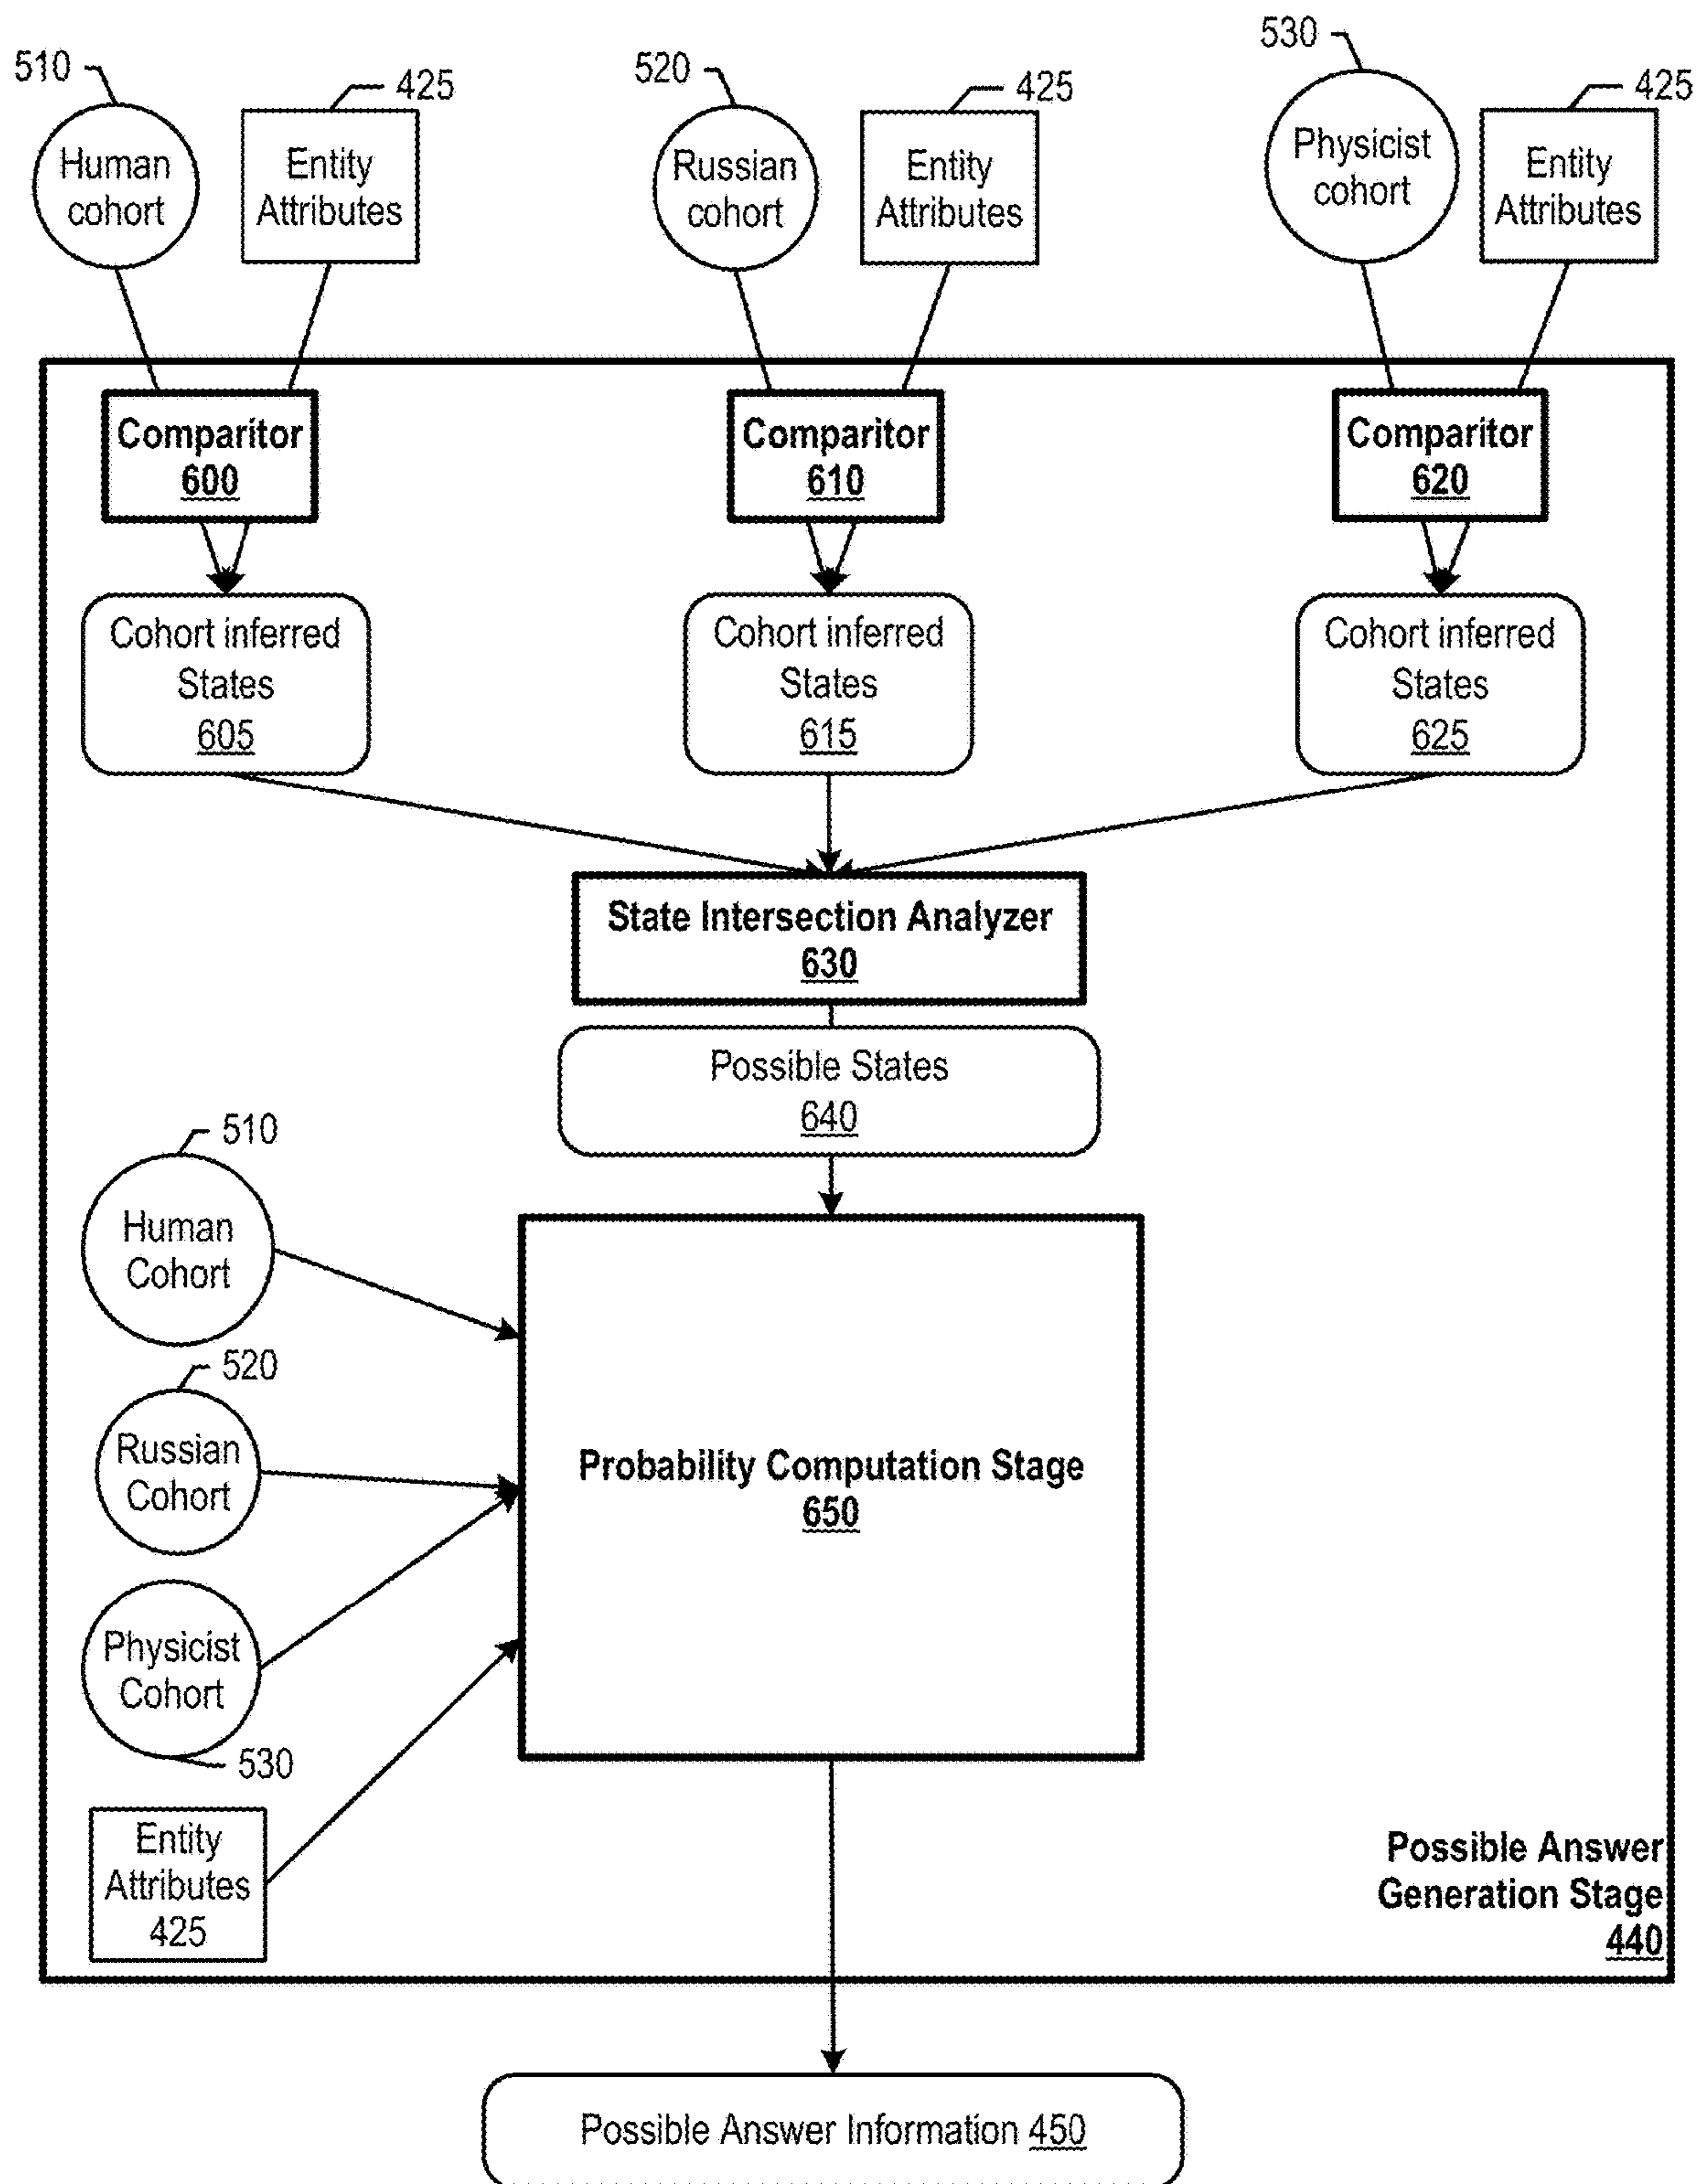 510
425
520
425
530
425
Human
cohort
Entity
Attributes
Russian
cohort
Entity
Attributes
Physicist
cohort
Entity
Attributes
Comparitor
600
Comparitor
610
Comparitor
620
Cohort inferred
States
605
Cohort inferred
States
615
Cohort inferred
States
625
State Intersection Analyzer
630
Possible States
640
510
Human
Cohort
520
Russian
Cohort
Physicist
Cohort
530
Entity
Attributes
425
Probability Computation Stage
650
Possible Answer
Generation Stage
440
Possible Answer Information 450